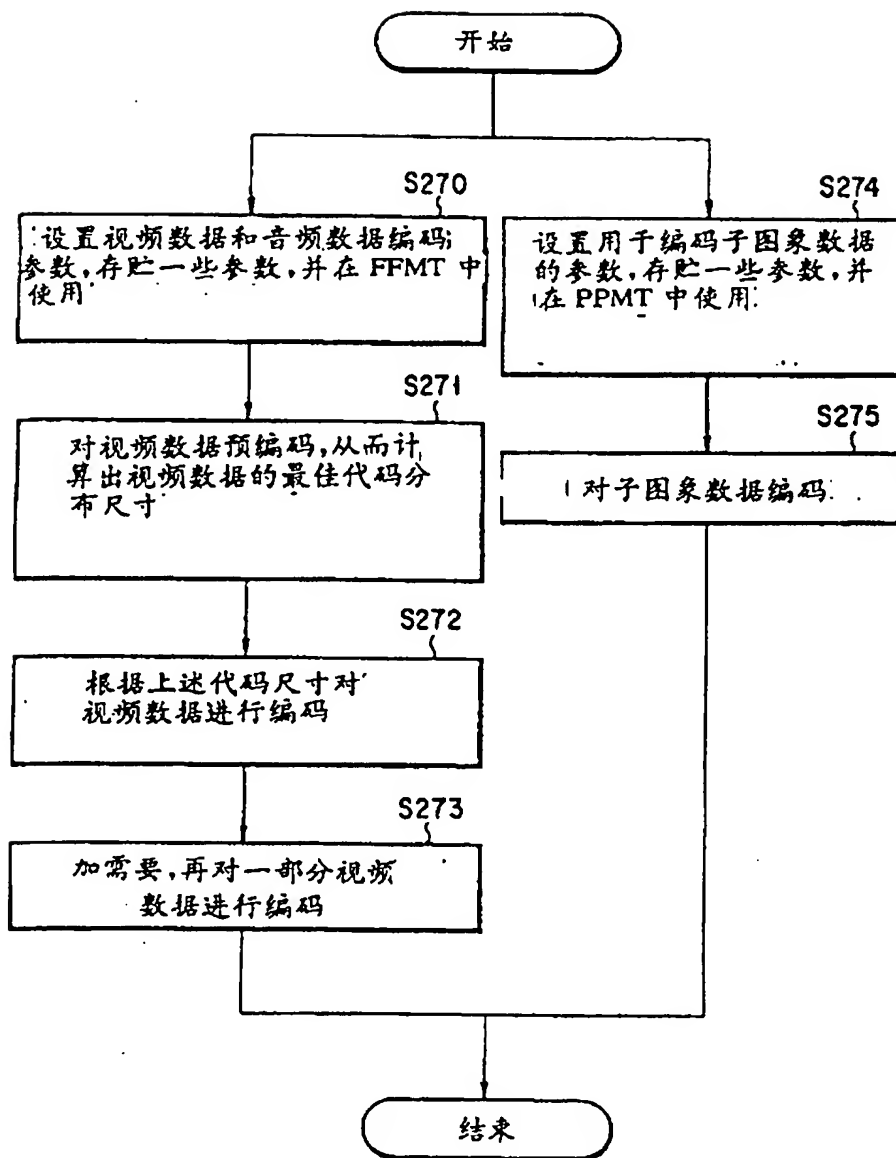 开始
S270
设置视频数据和音频数据编码
参数，存贮一些参数，并在 FFMT 中
使用
S271
对视频数据预编码，从而计
算出视频数据的最佳代码分
布尺寸
S272
根据上述代码尺寸对
视频数据进行编码
S273
加需要，再对一部分视频
数据进行编码
S274
设置用于编码子图象数据
的参数，存贮一些参数，并
在 PPMT 中使用
S275
对子图象数据编码
结束